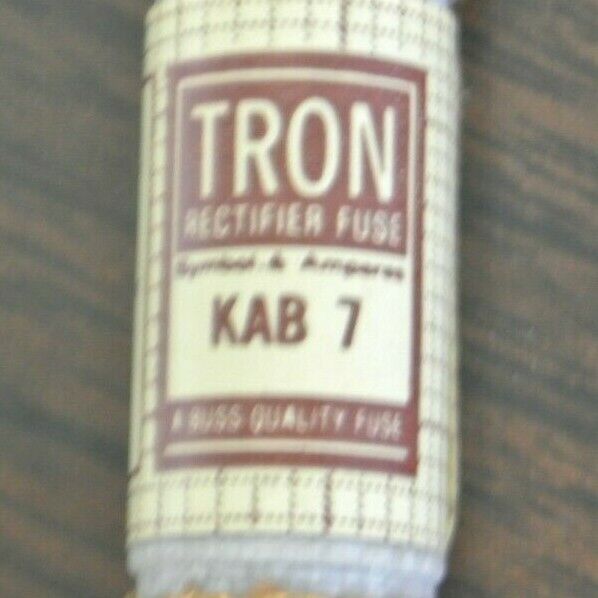 TRON
RECTIFIER FUSE
Symbol & Amperes
KAB 7
A BUSS QUALITY FUSE